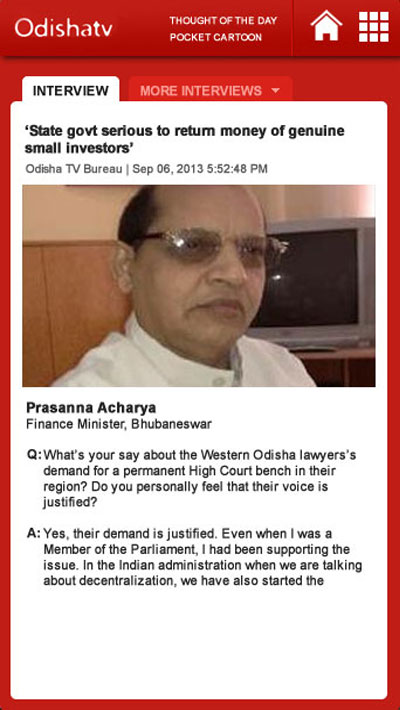 Odishatv
THOUGHT OF THE DAY
POCKET CARTOON
INTERVIEW
MORE INTERVIEWS
‘State govt serious to return money of genuine
small investors’
Odisha TV Bureau | Sep 06, 2013 5:52:48 PM
Prasanna Acharya
Finance Minister, Bhubaneswar
Q: What’s your say about the Western Odisha lawyers’s
demand for a permanent High Court bench in their
region? Do you personally feel that their voice is
justified?
A: Yes, their demand is justified. Even when I was a
Member of the Parliament, I had been supporting the
issue. In the Indian administration when we are talking
about decentralization, we have also started the